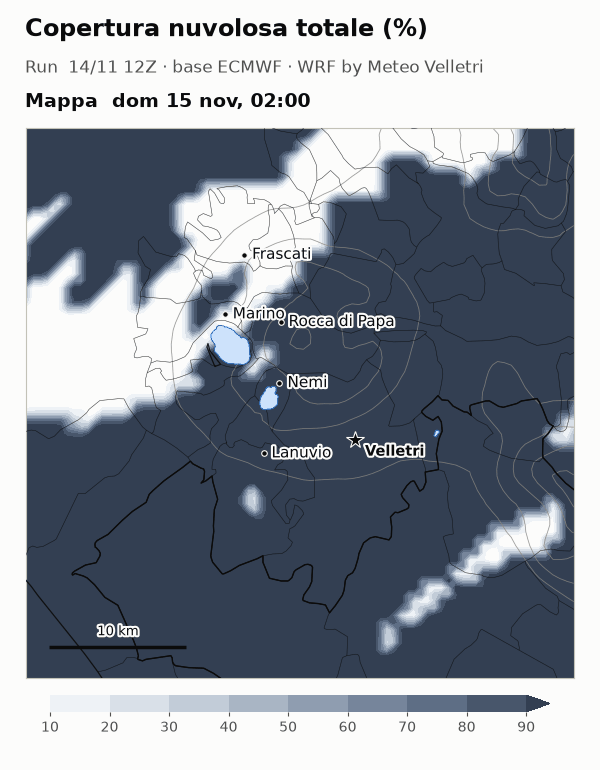 Copertura nuvolosa totale (%)
Run  14/11 12Z · base ECMWF · WRF by Meteo Velletri
Mappa  dom 15 nov, 02:00
Frascati
Marino
Rocca di Papa
Nemi
Lanuvio
Velletri
10 km
10 20 30 40 50 60 70 80 90